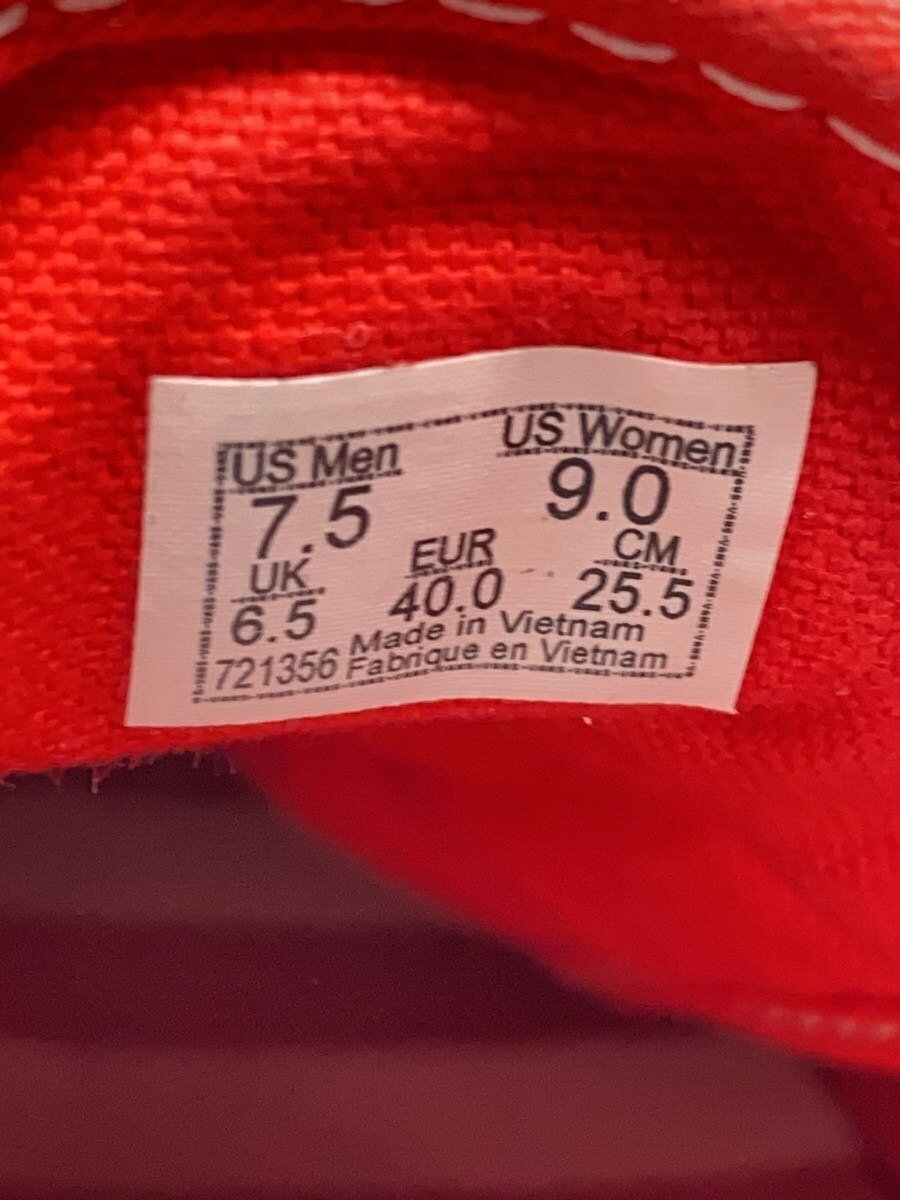 US Men US Women
7.5 9.0
UK EUR CM
6.5 40.0 25.5
Made in Vietnam
721356 Fabrique en Vietnam